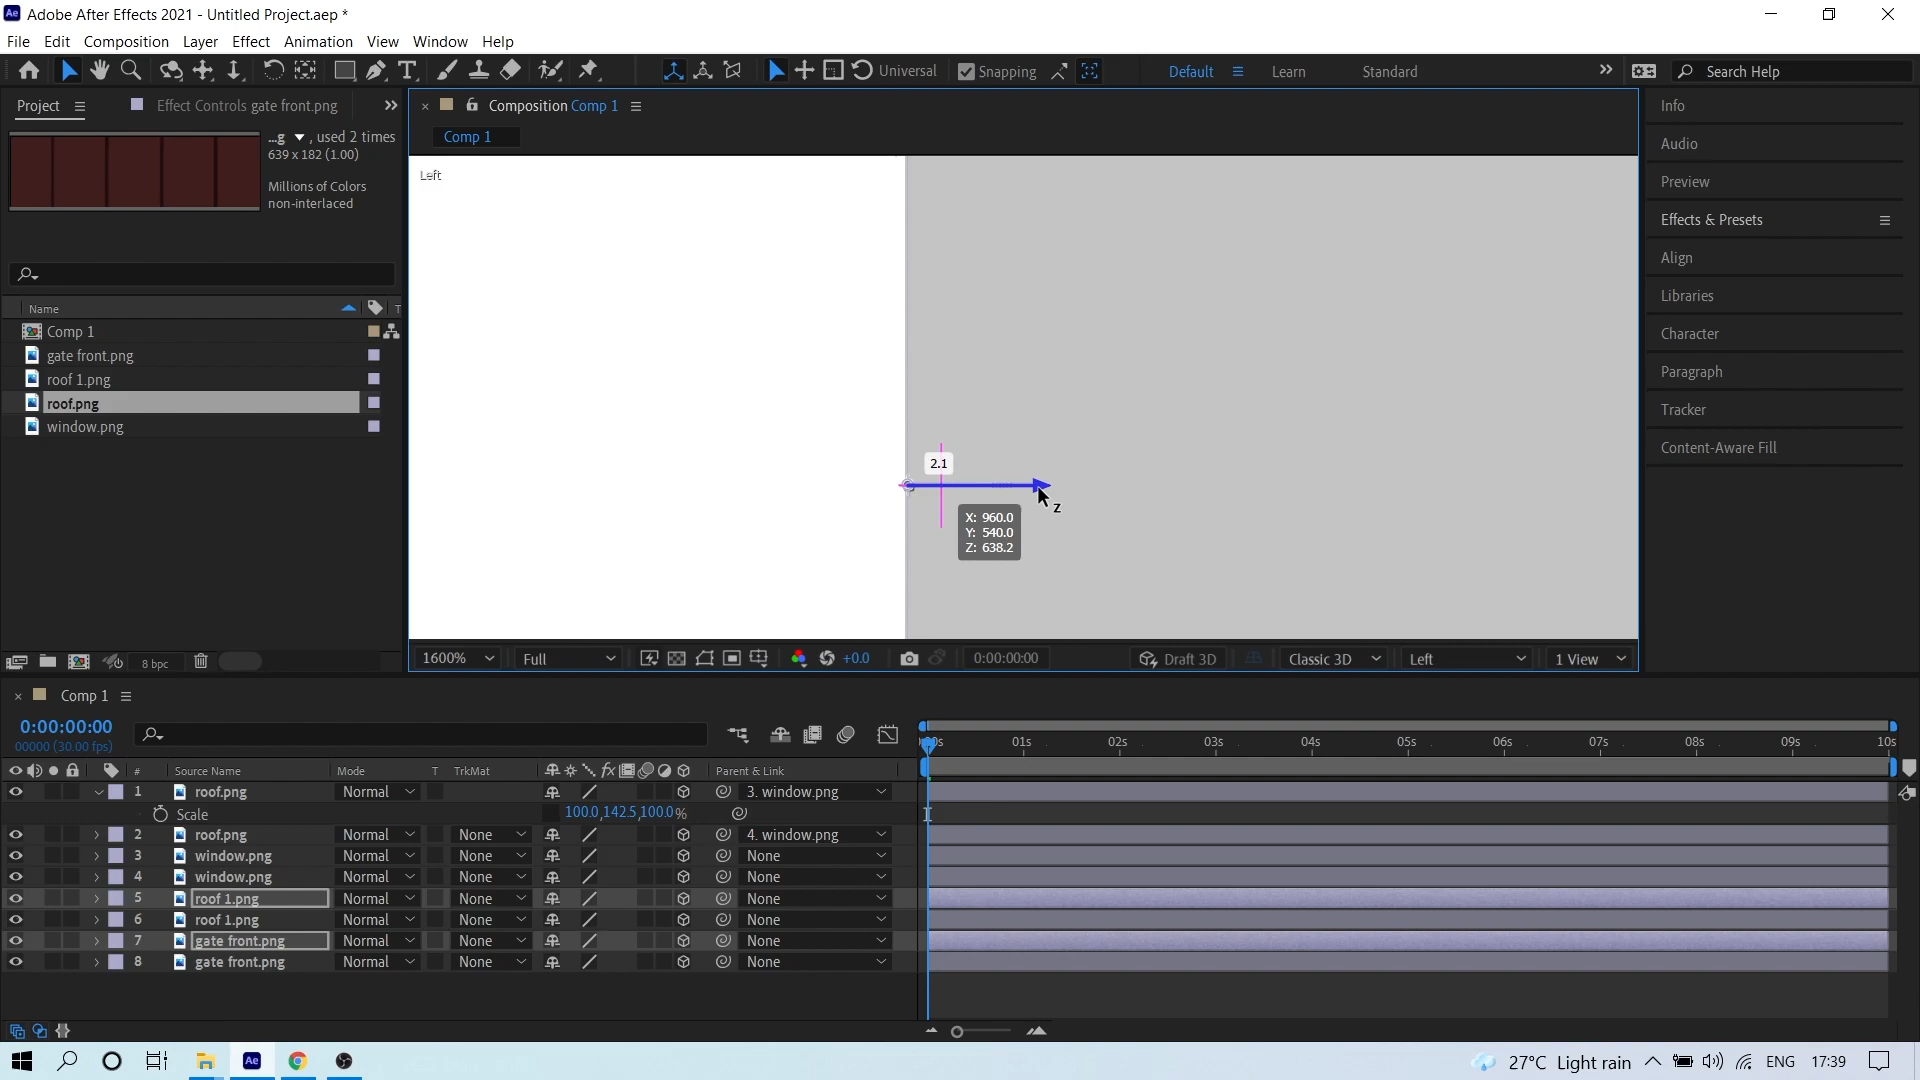 Ae Adobe After Effects 2021 - Untitled Project.aep *
File Edit Composition Layer Effect Animation View Window Help
T Universal Snapping Default Learn Standard Search Help
Project Effect Controls gate front.png
Composition Comp 1
Comp 1
...g , used 2 times
639 x 182 (1.00)
Millions of Colors
non-interlaced
Name T
Comp 1
gate front.png
roof 1.png
roof.png
window.png
8 bpc
Left
2.1
z
X: 960.0
Y: 540.0
Z: 638.2
1600% Full +0.0 0:00:00:00 Draft 3D Classic 3D Left 1 View
Info
Audio
Preview
Effects & Presets
Align
Libraries
Character
Paragraph
Tracker
Content-Aware Fill
Comp 1
0:00:00:00
00000 (30.00 fps)
# Source Name Mode T TrkMat fx Parent & Link
01s 02s 03s 04s 05s 06s 07s 08s 09s 10s
1 roof.png Normal 3. window.png
Scale 100.0,142.5,100.0%
2 roof.png Normal None 4. window.png
3 window.png Normal None None
4 window.png Normal None None
5 roof 1.png Normal None None
6 roof 1.png Normal None None
7 gate front.png Normal None None
8 gate front.png Normal None None
Ae 27°C Light rain ENG 17:39